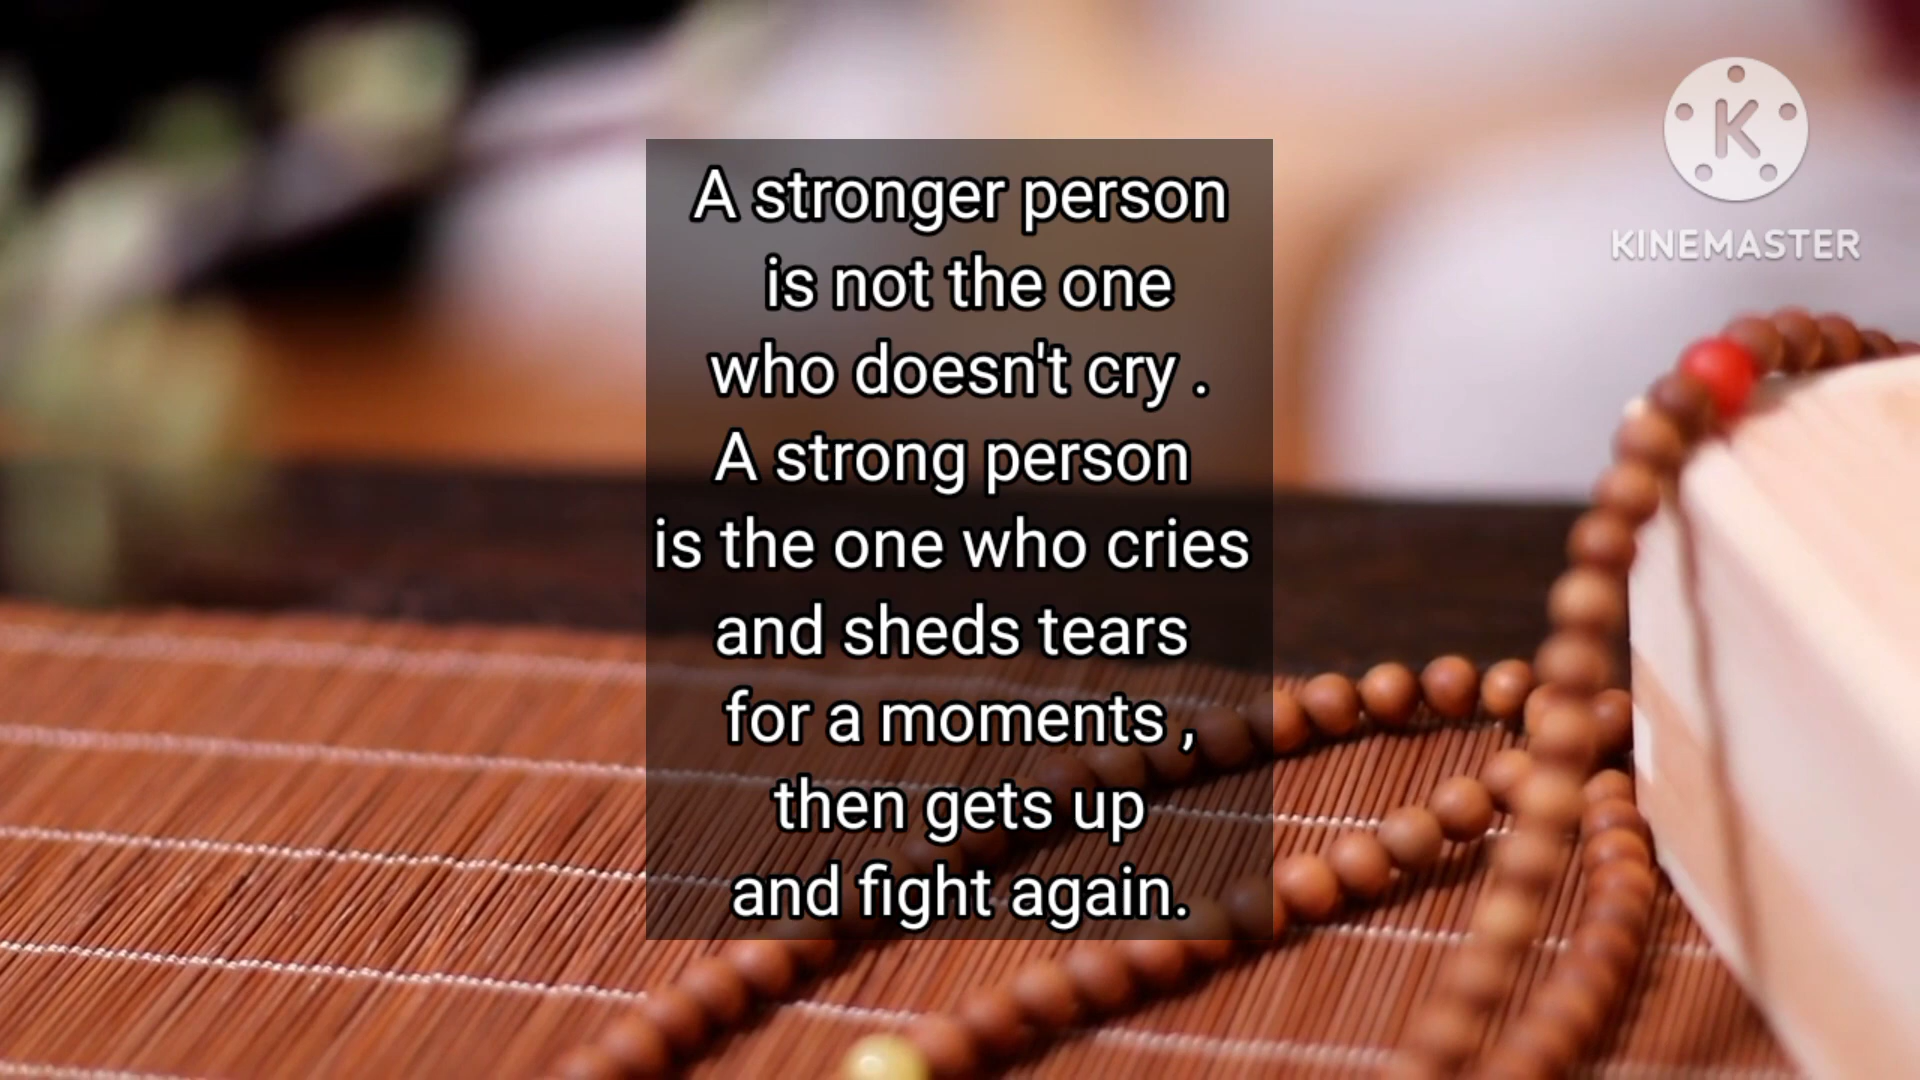 A stronger person
is not the one
who doesn't cry .
A strong person
is the one who cries
and sheds tears
for a moments ,
then gets up
and fight again.
K
KINEMASTER